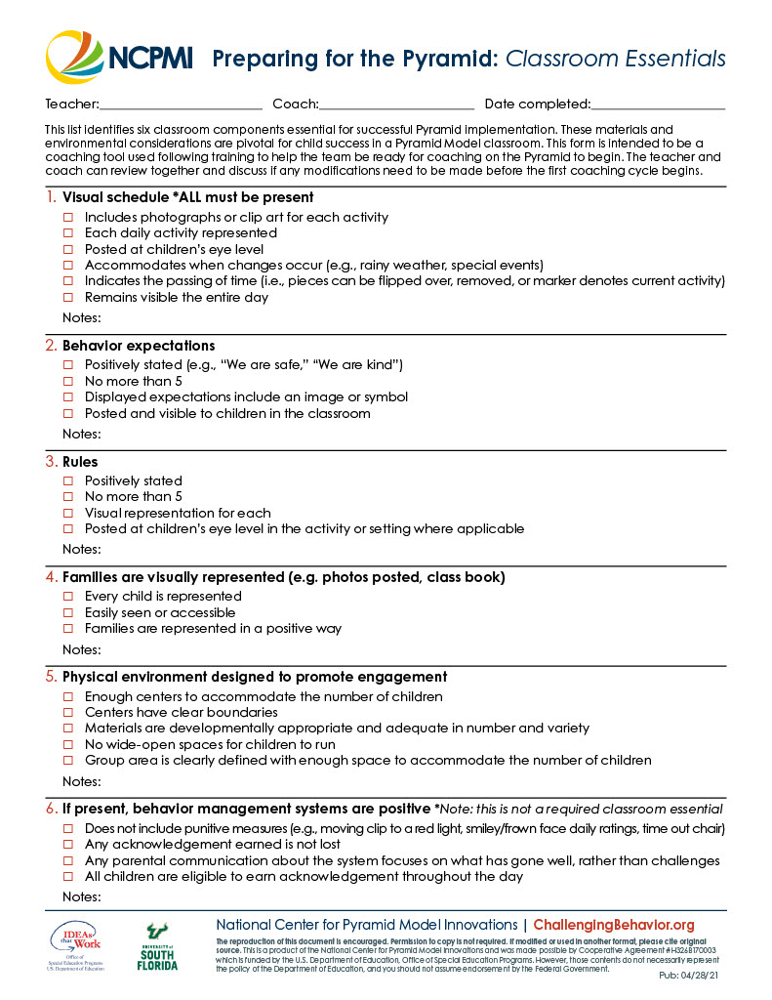 NCPMI Preparing for the Pyramid: Classroom Essentials
Teacher:________________________ Coach:_______________________ Date completed:____________________
This list identifies six classroom components essential for successful Pyramid implementation. These materials and
environmental considerations are pivotal for child success in a Pyramid Model classroom. This form is intended to be a
coaching tool used following training to help the team be ready for coaching on the Pyramid to begin. The teacher and
coach can review together and discuss if any modifications need to be made before the first coaching cycle begins.
1. Visual schedule *ALL must be present
☐ Includes photographs or clip art for each activity
☐ Each daily activity represented
☐ Posted at children's eye level
☐ Accommodates when changes occur (e.g., rainy weather, special events)
☐ Indicates the passing of time (i.e., pieces can be flipped over, removed, or marker denotes current activity)
☐ Remains visible the entire day
Notes:
2. Behavior expectations
☐ Positively stated (e.g., “We are safe,” “We are kind”)
☐ No more than 5
☐ Displayed expectations include an image or symbol
☐ Posted and visible to children in the classroom
Notes:
3. Rules
☐ Positively stated
☐ No more than 5
☐ Visual representation for each
☐ Posted at children's eye level in the activity or setting where applicable
Notes:
4. Families are visually represented (e.g. photos posted, class book)
☐ Every child is represented
☐ Easily seen or accessible
☐ Families are represented in a positive way
Notes:
5. Physical environment designed to promote engagement
☐ Enough centers to accommodate the number of children
☐ Centers have clear boundaries
☐ Materials are developmentally appropriate and adequate in number and variety
☐ No wide-open spaces for children to run
☐ Group area is clearly defined with enough space to accommodate the number of children
Notes:
6. If present, behavior management systems are positive *Note: this is not a required classroom essential
☐ Does not include punitive measures (e.g., moving clip to a red light, smiley/frown face daily ratings, time out chair)
☐ Any acknowledgement earned is not lost
☐ Any parental communication about the system focuses on what has gone well, rather than challenges
☐ All children are eligible to earn acknowledgement throughout the day
Notes:
IDEAs
that Work
Office of
Special Education Programs
U.S. Department of Education
UNIVERSITY OF
SOUTH
FLORIDA
National Center for Pyramid Model Innovations | ChallengingBehavior.org
The reproduction of this document is encouraged. Permission to copy is not required. If modified or used in another format, please cite original
source. This is a product of the National Center for Pyramid Model Innovations and was made possible by Cooperative Agreement #H326B170003
which is funded by the U.S. Department of Education, Office of Special Education Programs. However, those contents do not necessarily represent
the policy of the Department of Education, and you should not assume endorsement by the Federal Government.
Pub: 04/28/21